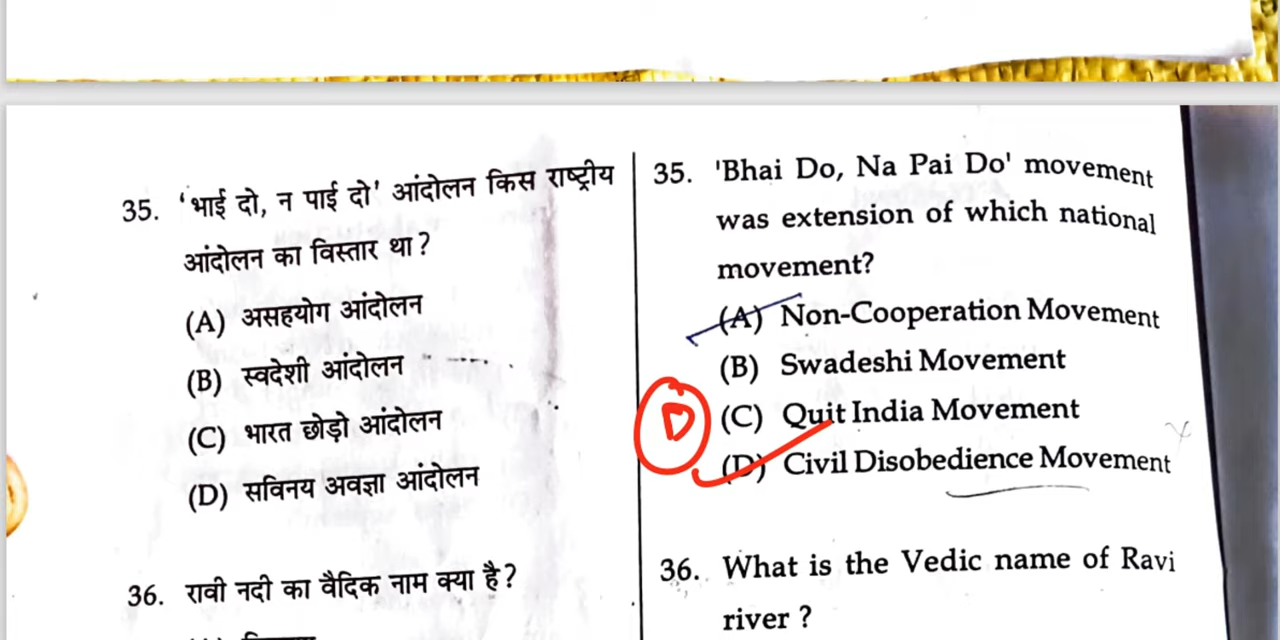 35. 'भाई दो, न पाई दो' आंदोलन किस राष्ट्रीय
आंदोलन का विस्तार था?
(A) असहयोग आंदोलन
(B) स्वदेशी आंदोलन
(C) भारत छोड़ो आंदोलन
(D) सविनय अवज्ञा आंदोलन
36. रावी नदी का वैदिक नाम क्या है?
35. 'Bhai Do, Na Pai Do' movement
was extension of which national
movement?
(A) Non-Cooperation Movement
(B) Swadeshi Movement
D
(C) Quit India Movement
(D) Civil Disobedience Movement
36. What is the Vedic name of Ravi
river ?